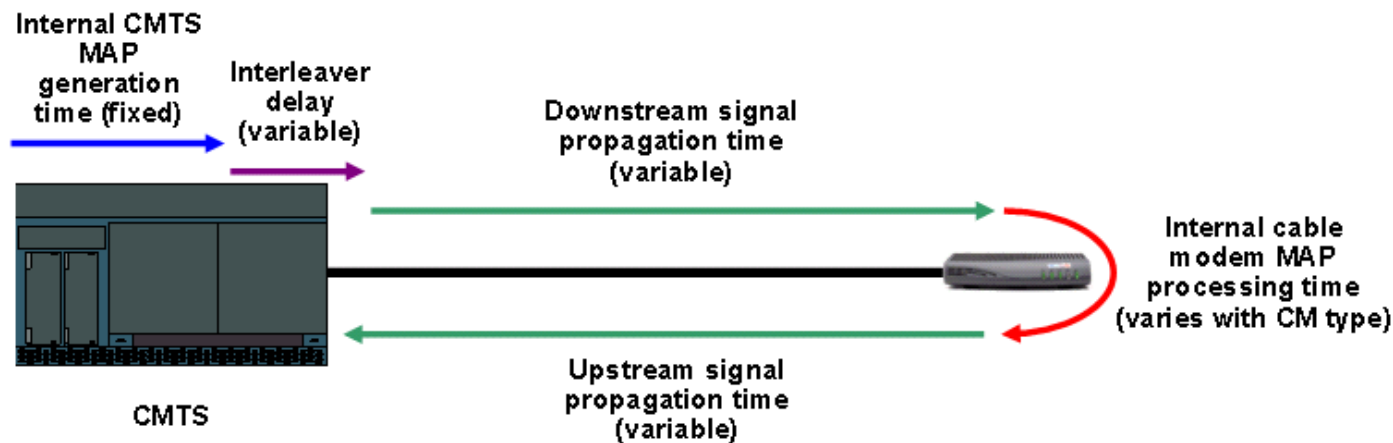 Internal CMTS
MAP
generation
time (fixed)
Interleaver
delay
(variable)
Downstream signal
propagation time
(variable)
Internal cable
modem MAP
processing time
(varies with CM type)
Upstream signal
propagation time
(variable)
CMTS